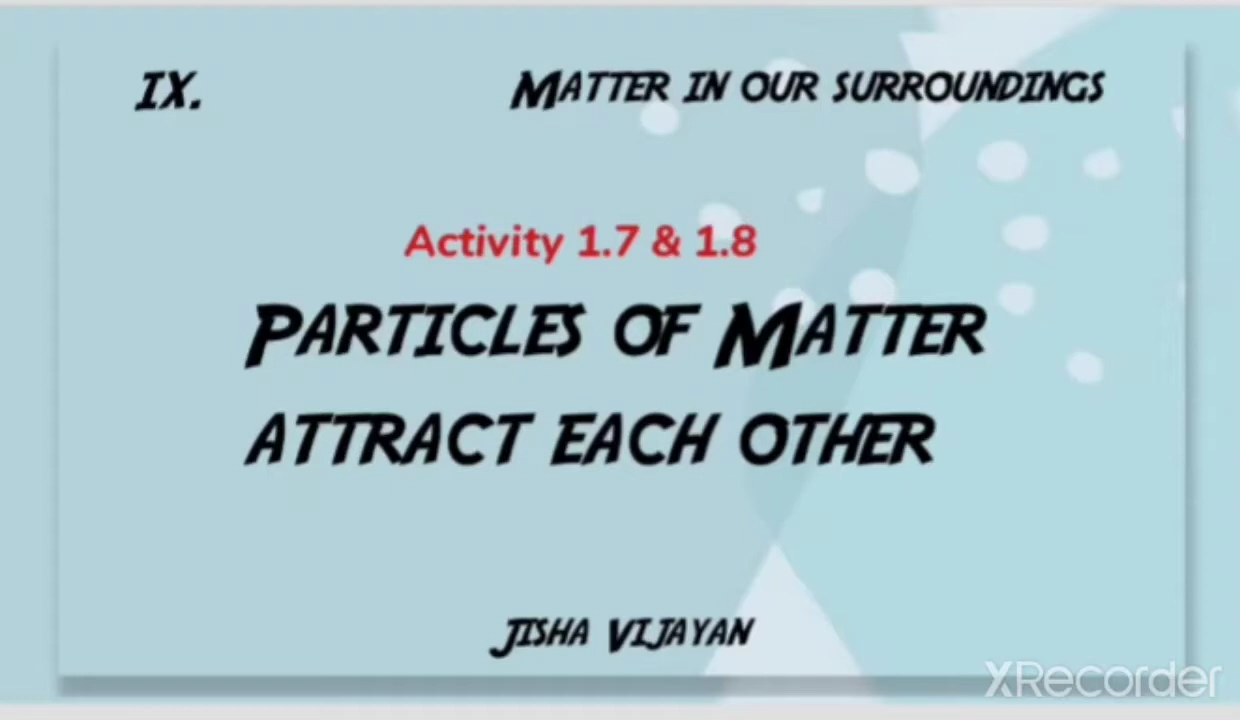 IX.
Matter in our surroundings
Activity 1.7 & 1.8
Particles of Matter
attract each other
Jisha Vijayan
XRecorder